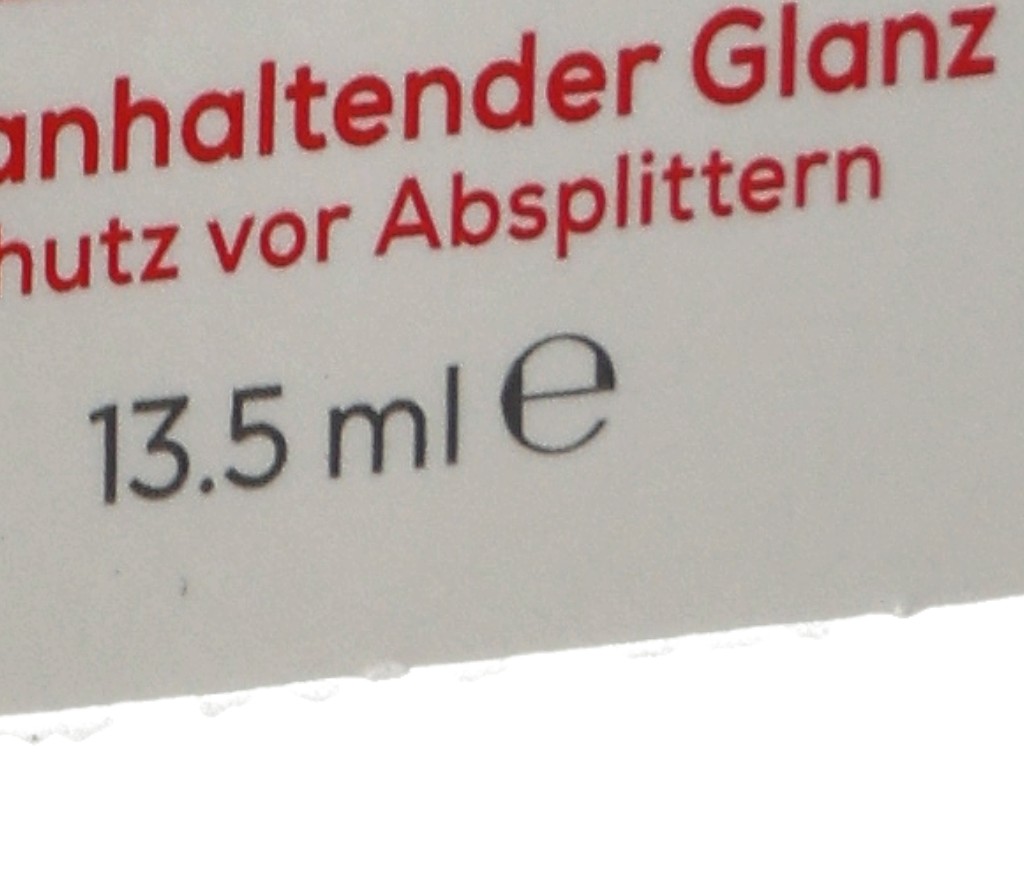 anhaltender Glanz
hutz vor Absplittern
13.5 ml ℮